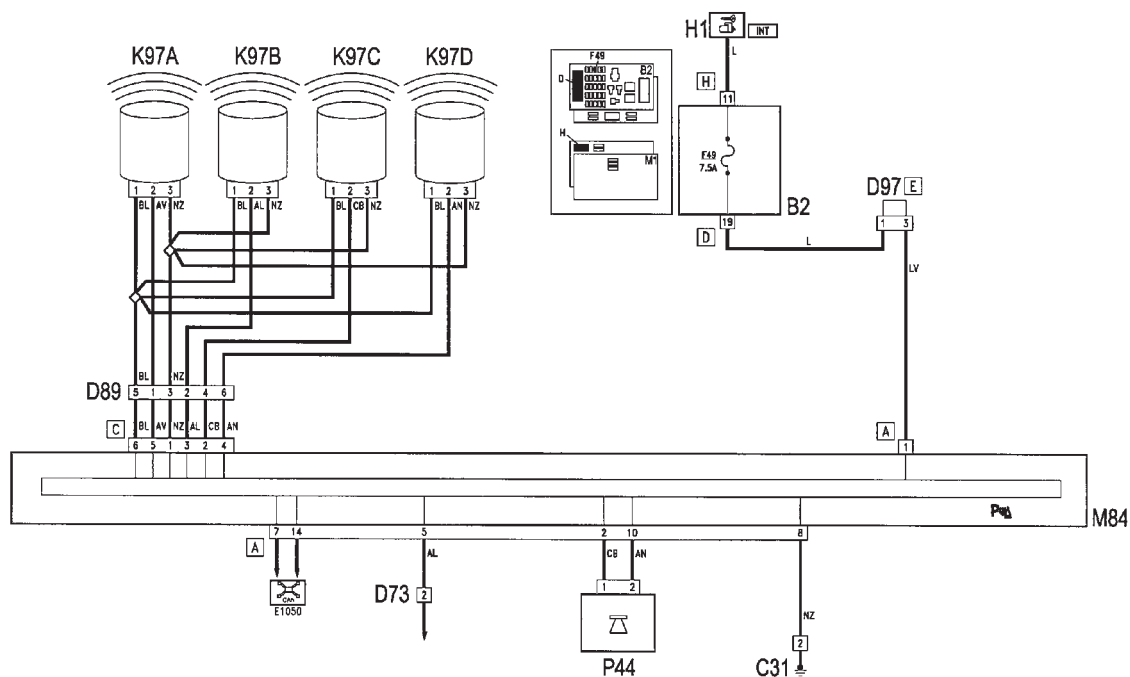 H1
INT
L
K97A K97B K97C K97D
F49
B2
D
H
M1
H
11
F49
7.5A
B2
19
D
L
D97 E
1 3
LV
1 2 3 1 2 3 1 2 3 1 2 3
BL AV NZ BL AL NZ BL CB NZ BL AN NZ
BL NZ
D89 5 1 3 2 4 6
C BL AV NZ AL CB AN
6 5 1 3 2 4
A
1
M84
A 7 14 5 2 10 8
AL CB AN
CAN
E1050
D73 2
1 2
P44
NZ
2
C31